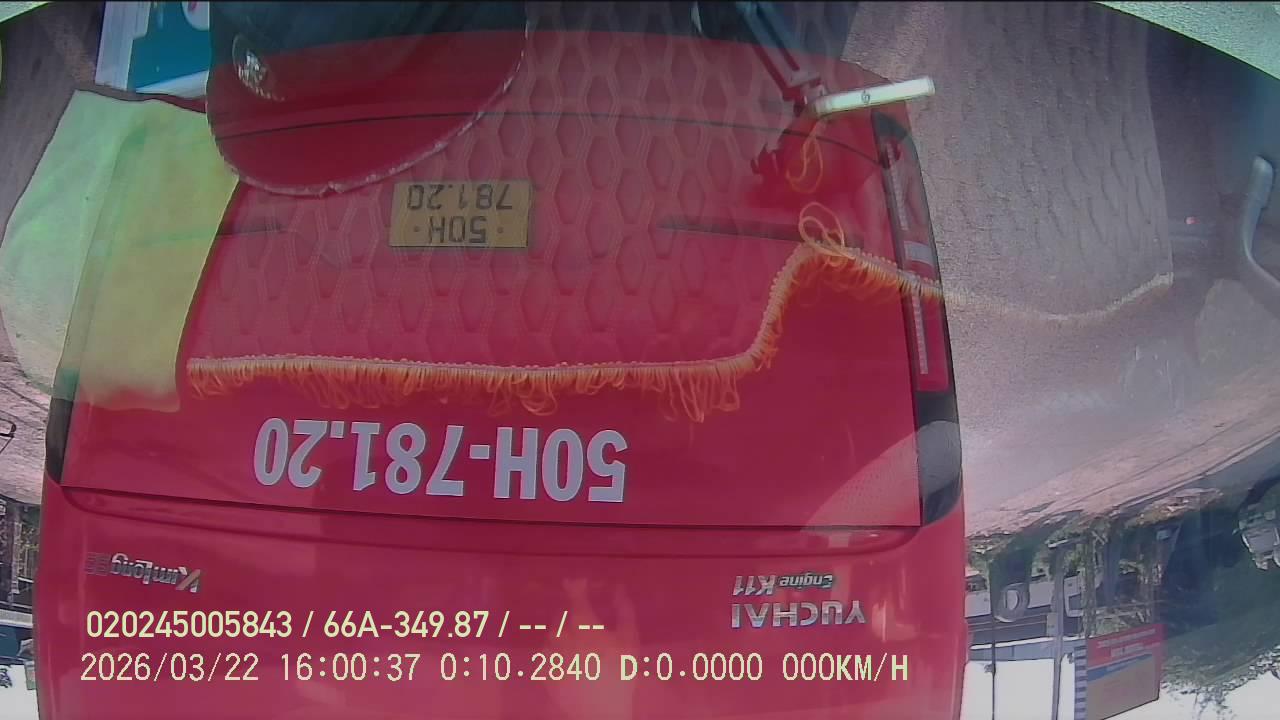 50H
781.20
50H-781.20
Kimlong
YUCHAI
Engine K11
020245005843 / 66A-349.87 / -- / --
2026/03/22 16:00:37 0:10.2840 D:0.0000 000KM/H